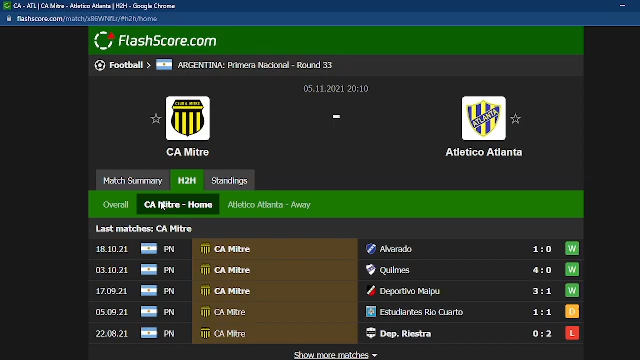 CA - ATL | CA Mitre - Atletico Atlanta | H2H - Google Chrome
flashscore.com/match/x86WNfLr/#h2h/home
FlashScore.com
Football > ARGENTINA: Primera Nacional - Round 33
05.11.2021 20:10
CLUB A. MITRE
ATLANTA
-
CA Mitre
Atletico Atlanta
Match Summary H2H Standings
Overall CA Mitre - Home Atletico Atlanta - Away
Last matches: CA Mitre
18.10.21 PN CA Mitre Alvarado 1 : 0 W
03.10.21 PN CA Mitre Quilmes 4 : 0 W
17.09.21 PN CA Mitre Deportivo Maipu 3 : 1 W
05.09.21 PN CA Mitre Estudiantes Rio Cuarto 1 : 1 D
22.08.21 PN CA Mitre Dep. Riestra 0 : 2 L
Show more matches